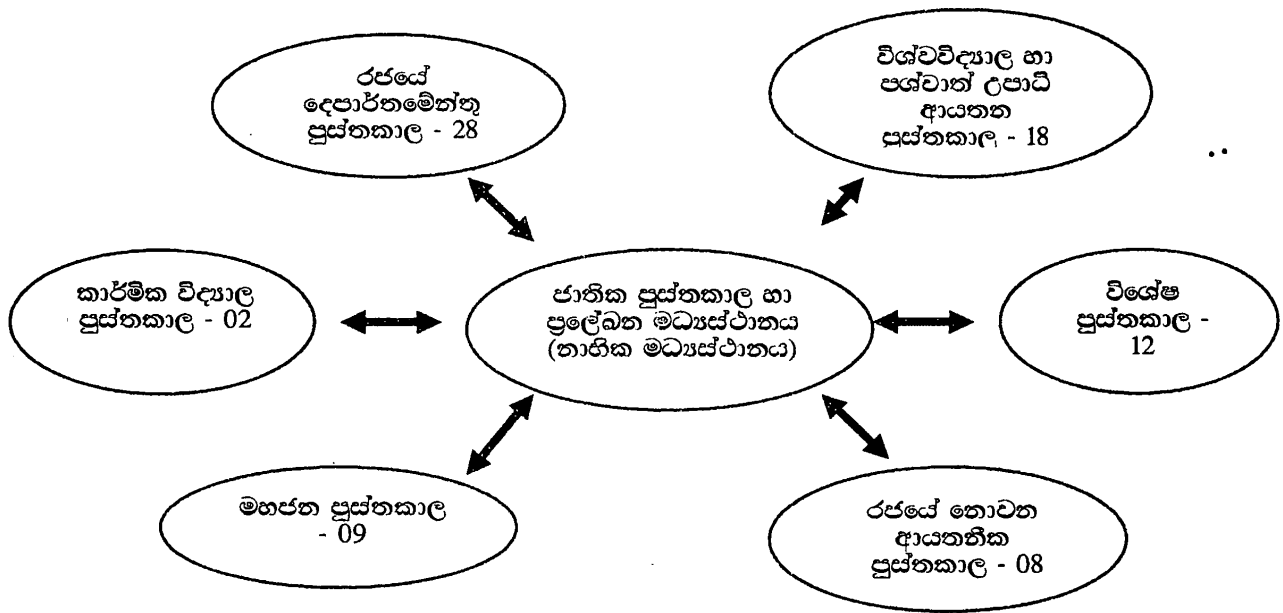 රජයේ
දෙපාර්තමේන්තු
පුස්තකාල - 28
විශ්වවිද්‍යාල හා
පශ්චාත් උපාධි
ආයතන
පුස්තකාල - 18
කාර්මික විද්‍යාල
පුස්තකාල - 02
ජාතික පුස්තකාල හා
ප්‍රලේඛන මධ්‍යස්ථානය
(නාභික මධ්‍යස්ථානය)
විශේෂ
පුස්තකාල -
12
මහජන පුස්තකාල
- 09
රජයේ නොවන
ආයතනික
පුස්තකාල - 08